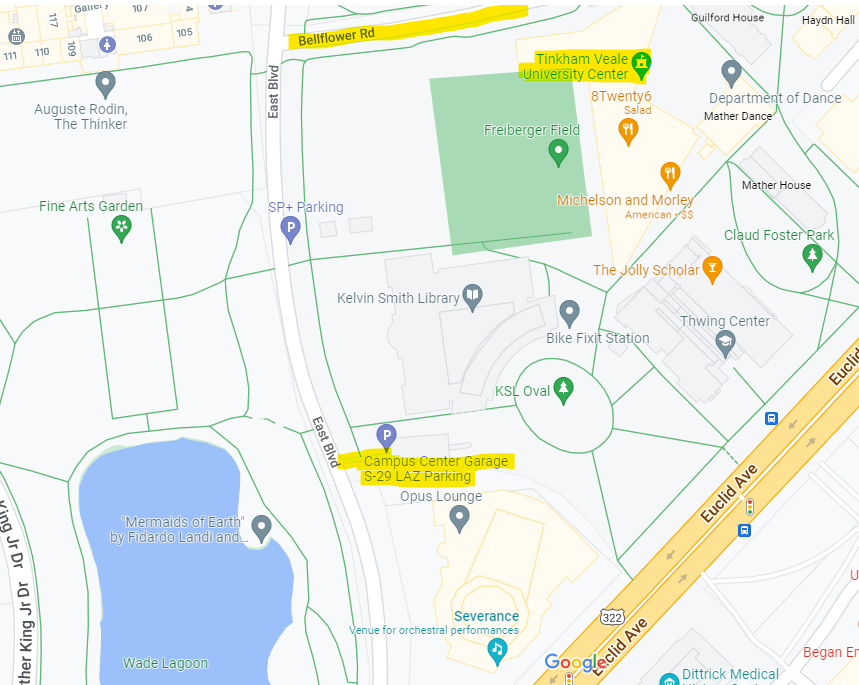 Gallery
107
4
117
105
106
109
110
111
Bellflower Rd
Guilford House
Haydn Hall
East Blvd
Tinkham Veale
University Center
Department of Dance
Mather Dance
8Twenty6
Salad
Auguste Rodin,
The Thinker
Freiberger Field
Mather House
Michelson and Morley
American · $$
Fine Arts Garden
SP+ Parking
P
Claud Foster Park
The Jolly Scholar
Kelvin Smith Library
Bike Fixit Station
Thwing Center
Euclid
KSL Oval
East Blvd
P
Campus Center Garage
S-29 LAZ Parking
Opus Lounge
Euclid Ave
King Jr Dr
"Mermaids of Earth"
by Fidardo Landi and...
ther King Jr Dr
Severance
Venue for orchestral performances
322
Euclid Ave
U
Began En
Wade Lagoon
Google
Dittrick Medical